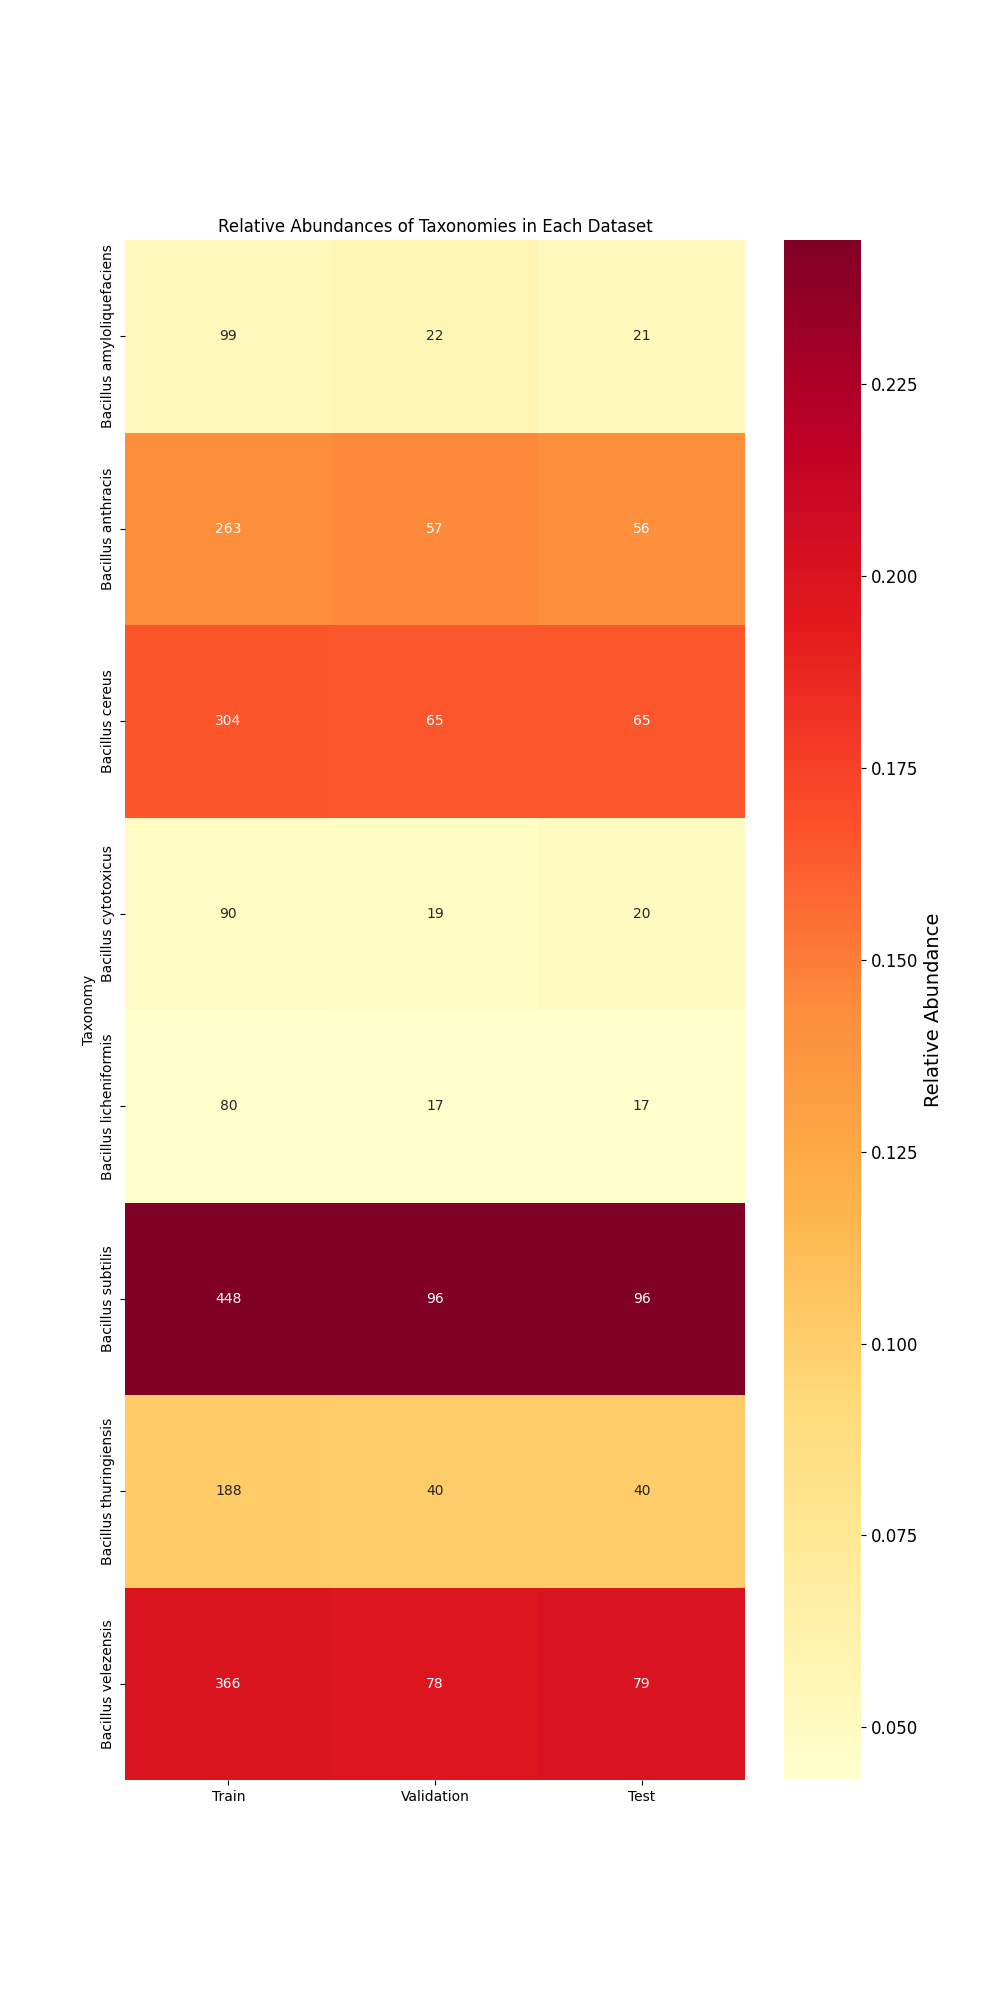 Relative Abundances of Taxonomies in Each Dataset
Taxonomy
Bacillus amyloliquefaciens
99 22 21
Bacillus anthracis
263 57 56
Bacillus cereus
304 65 65
Bacillus cytotoxicus
90 19 20
Bacillus licheniformis
80 17 17
Bacillus subtilis
448 96 96
Bacillus thuringiensis
188 40 40
Bacillus velezensis
366 78 79
Train Validation Test
0.225
0.200
0.175
0.150
0.125
0.100
0.075
0.050
Relative Abundance